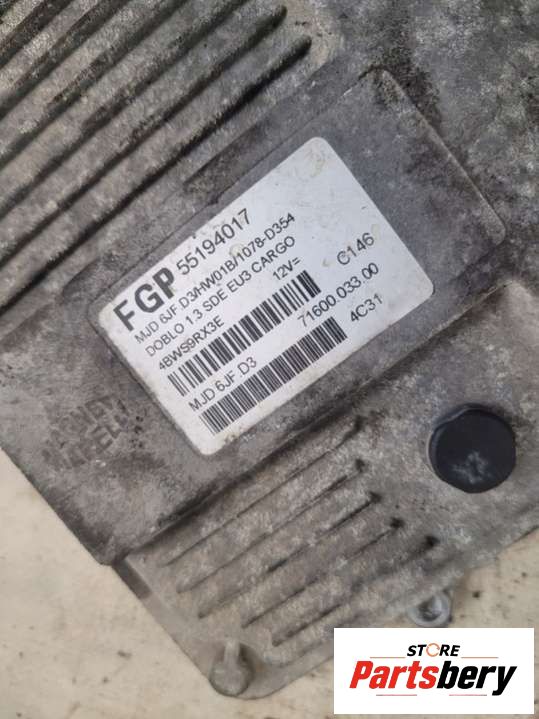 FGP 55194017
MJD 6JF.D3/HW01B/1078-D354
DOBLO 1.3 SDE EU3 CARGO
4BWS9RX3E 12V= C146
MJD 6JF.D3 71600.033.00
4C31
STORE
Partsbery